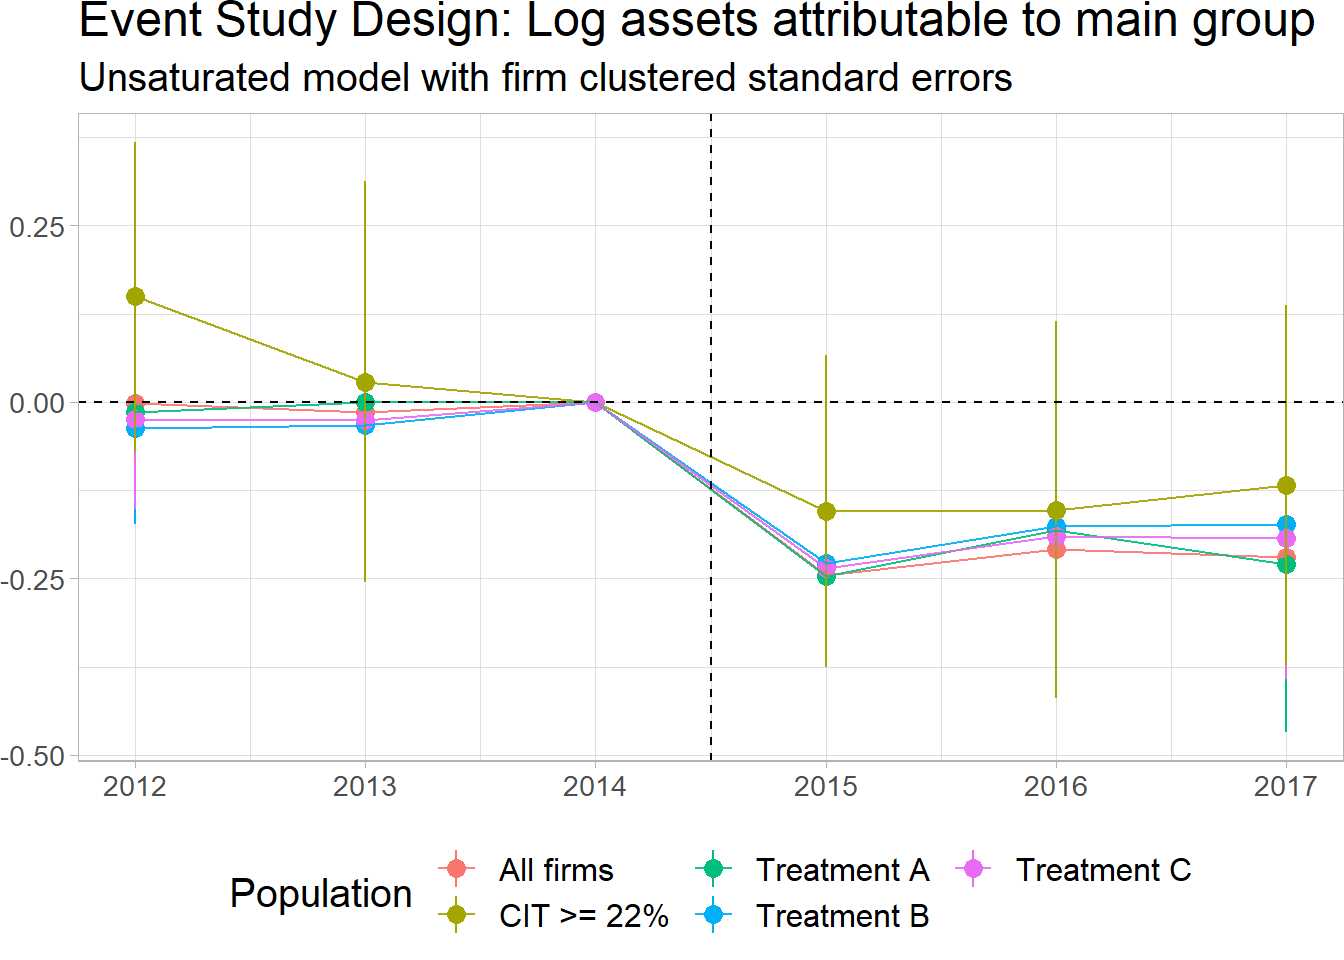 Event Study Design: Log assets attributable to main group
Unsaturated model with firm clustered standard errors
0.25
0.00
-0.25
-0.50
2012 2013 2014 2015 2016 2017
Population
All firms Treatment A Treatment C
CIT >= 22% Treatment B